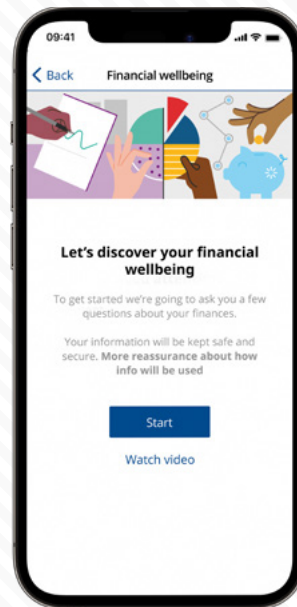 09:41
Back Financial wellbeing
Let's discover your financial
wellbeing
To get started we're going to ask you a few
questions about your finances.
Your information will be kept safe and
secure. More reassurance about how
info will be used
Start
Watch video